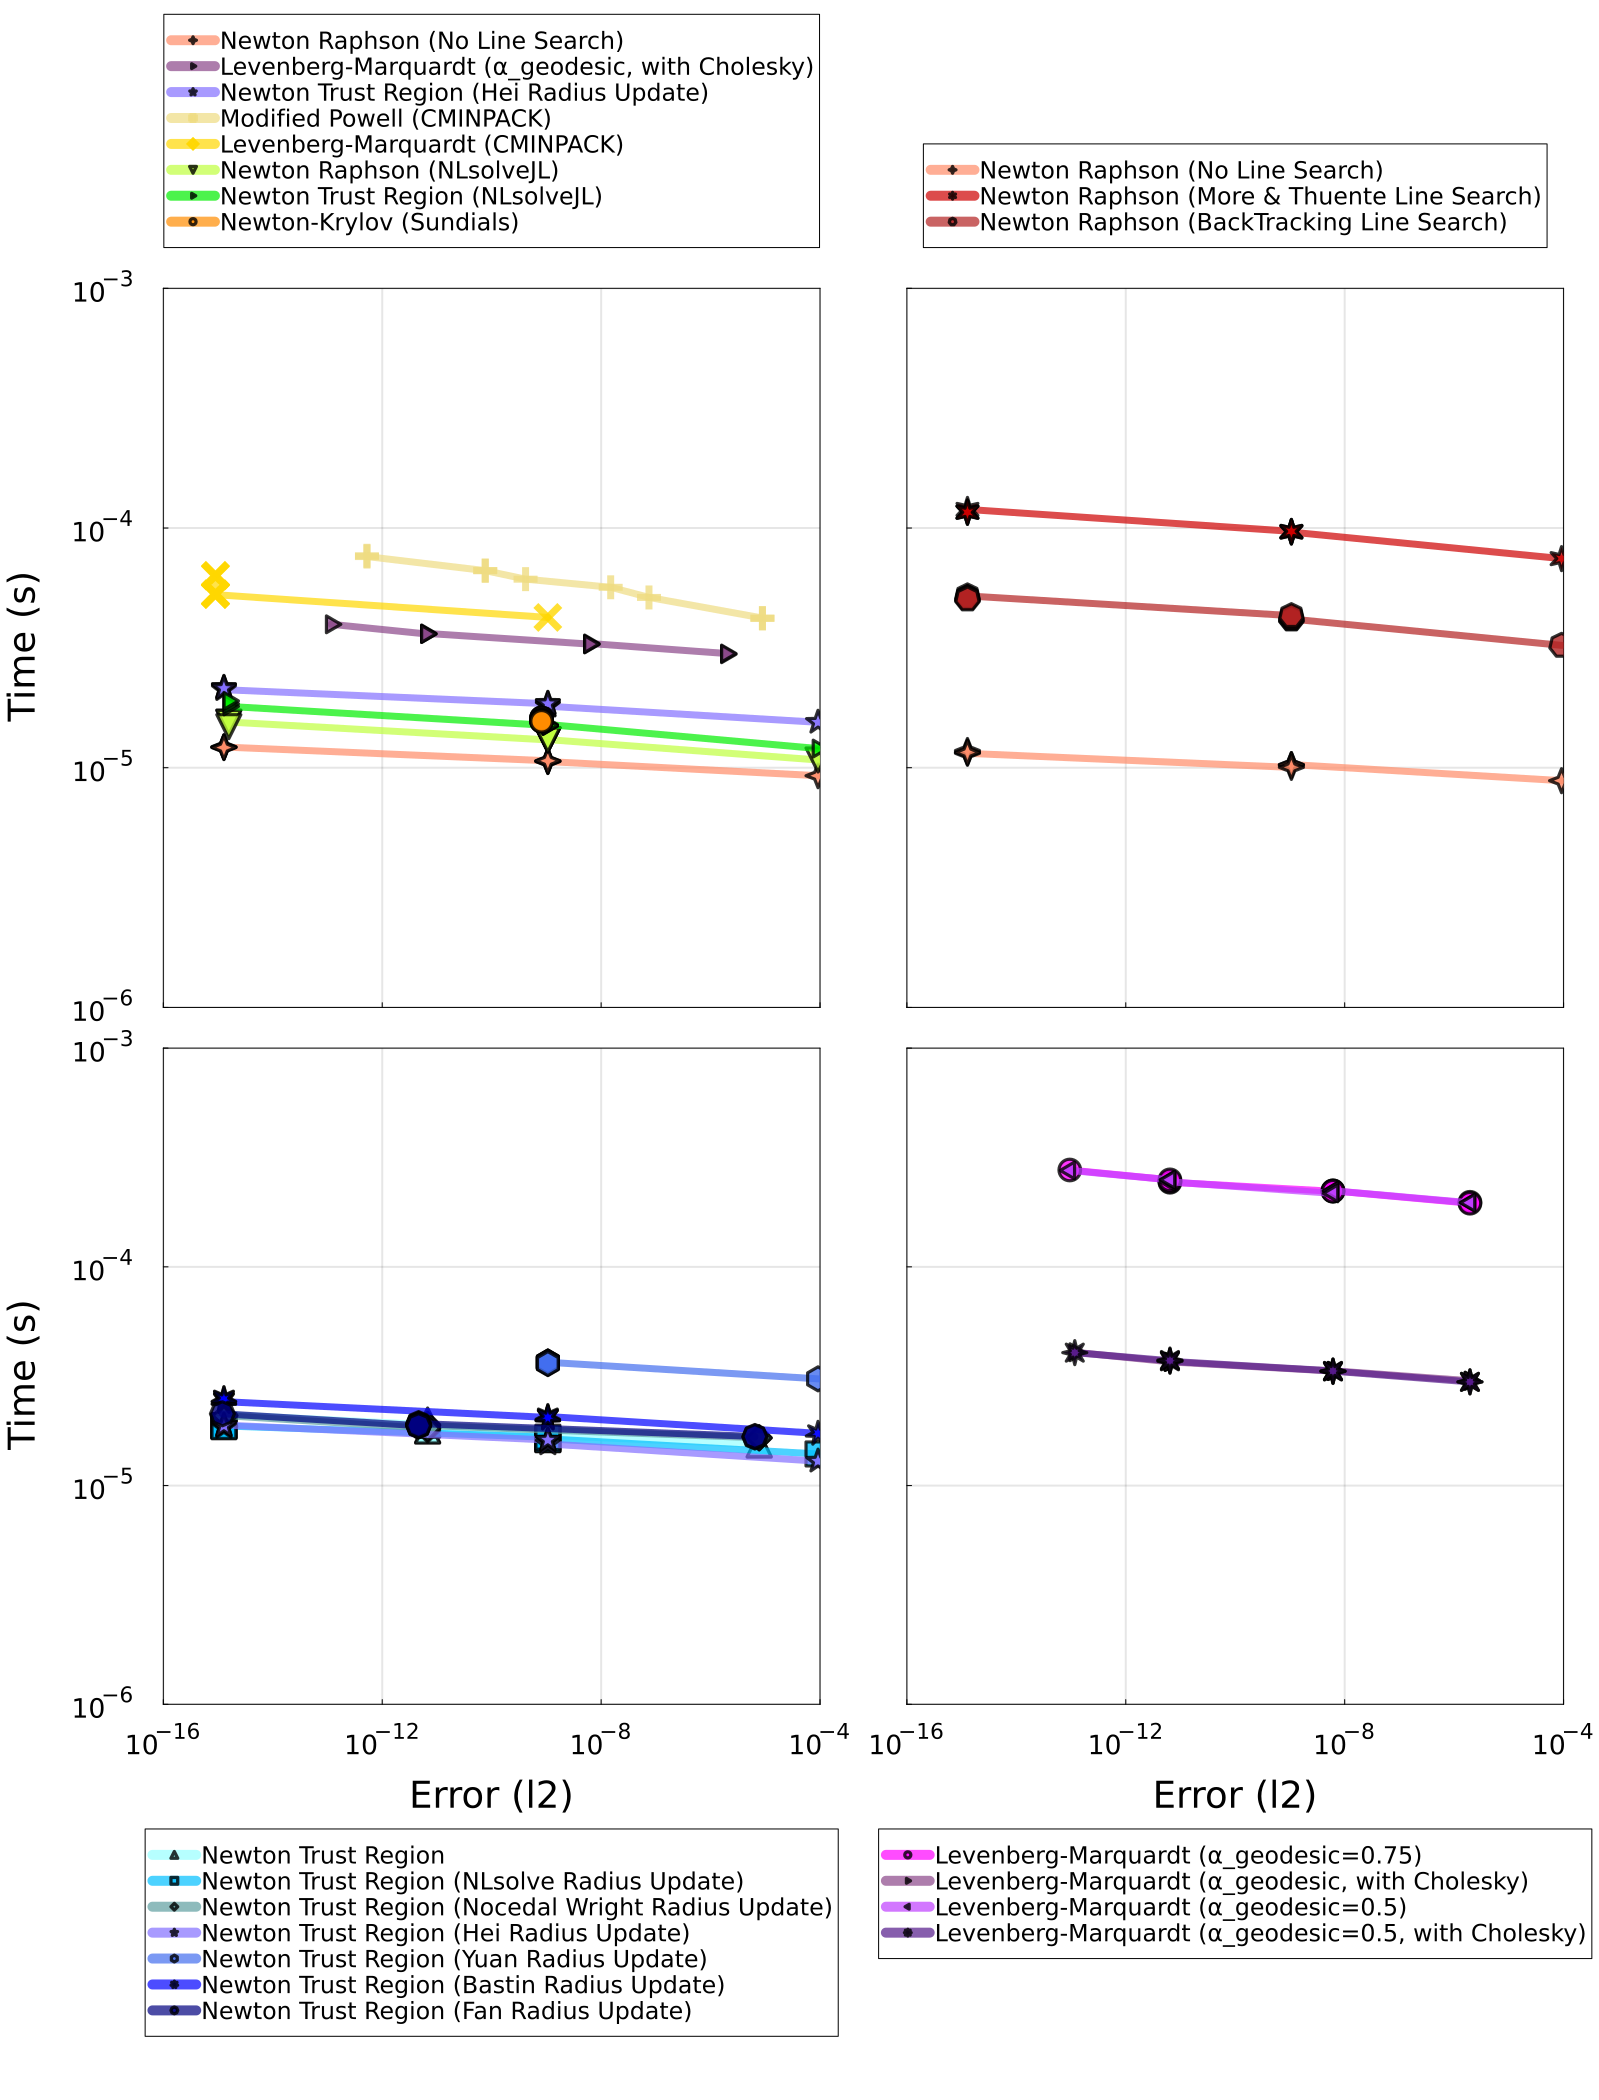 Newton Raphson (No Line Search)
Levenberg-Marquardt (α_geodesic, with Cholesky)
Newton Trust Region (Hei Radius Update)
Modified Powell (CMINPACK)
Levenberg-Marquardt (CMINPACK)
Newton Raphson (NLsolveJL)
Newton Trust Region (NLsolveJL)
Newton-Krylov (Sundials)
Newton Raphson (No Line Search)
Newton Raphson (More & Thuente Line Search)
Newton Raphson (BackTracking Line Search)
10⁻³
10⁻⁴
10⁻⁵
10⁻⁶
Time (s)
10⁻³
10⁻⁴
10⁻⁵
10⁻⁶
Time (s)
10⁻¹⁶ 10⁻¹² 10⁻⁸ 10⁻⁴
Error (l2)
10⁻¹⁶ 10⁻¹² 10⁻⁸ 10⁻⁴
Error (l2)
Newton Trust Region
Newton Trust Region (NLsolve Radius Update)
Newton Trust Region (Nocedal Wright Radius Update)
Newton Trust Region (Hei Radius Update)
Newton Trust Region (Yuan Radius Update)
Newton Trust Region (Bastin Radius Update)
Newton Trust Region (Fan Radius Update)
Levenberg-Marquardt (α_geodesic=0.75)
Levenberg-Marquardt (α_geodesic, with Cholesky)
Levenberg-Marquardt (α_geodesic=0.5)
Levenberg-Marquardt (α_geodesic=0.5, with Cholesky)